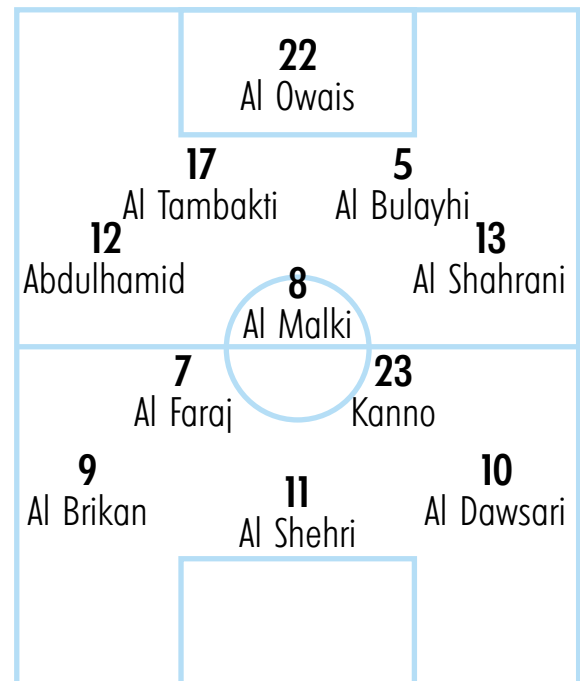 22
Al Owais
17
Al Tambakti
5
Al Bulayhi
12
Abdulhamid
13
Al Shahrani
8
Al Malki
7
Al Faraj
23
Kanno
9
Al Brikan
11
Al Shehri
10
Al Dawsari